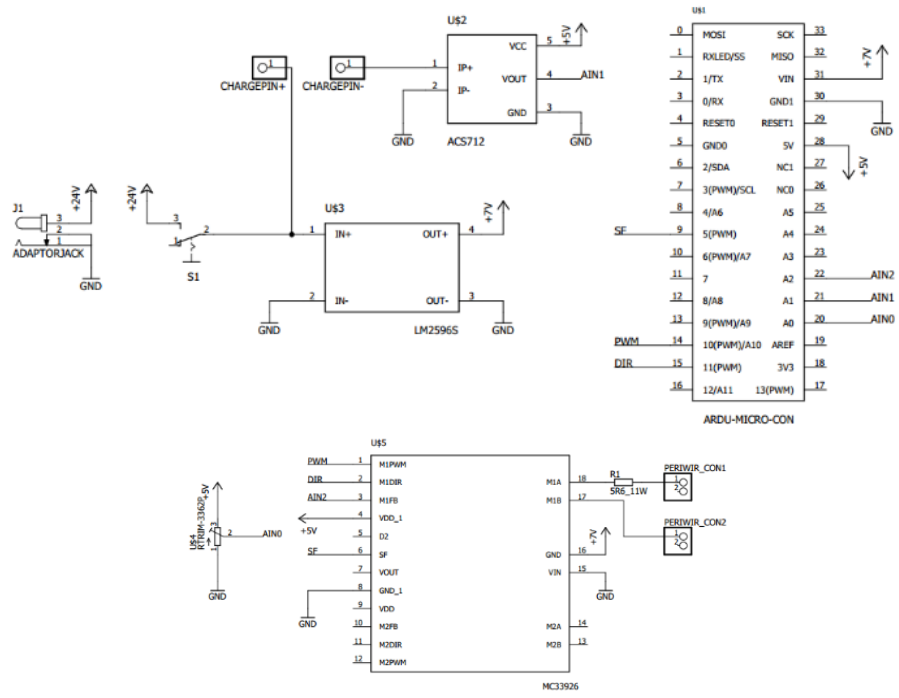 U$2
VCC 5 +5V
CHARGEPIN+ 1
CHARGEPIN- 1
1 IP+
2 IP-
VOUT 4 AIN1
GND 3
GND
GND
ACS712
J1
3 +24V
2
1
ADAPTORJACK
GND
+24V
3
2
1
S1
U$3
1 IN+
OUT+ 4 +7V
2 IN-
OUT- 3
GND
GND
LM2596S
U$1
0 MOSI SCK 33
1 RXLED/SS MISO 32
2 1/TX VIN 31 +7V
3 0/RX GND1 30 GND
4 RESET0 RESET1 29
5 GND0 5V 28 +5V
6 2/SDA NC1 27
7 3(PWM)/SCL NC0 26
8 4/A6 A5 25
SF 9 5(PWM) A4 24
10 6(PWM)/A7 A3 23
11 7 A2 22 AIN2
12 8/A8 A1 21 AIN1
13 9(PWM)/A9 A0 20 AIN0
PWM 14 10(PWM)/A10 AREF 19
DIR 15 11(PWM) 3V3 18
16 12/A11 13(PWM) 17
ARDU-MICRO-CON
+5V
U$4
RTRIM-3362P
3
2 AIN0
1
GND
U$5
PWM 1 M1PWM
DIR 2 M1DIR
AIN2 3 M1FB
+5V 4 VDD_1
5 D2
SF 6 SF
7 VOUT
GND 8 GND_1
9 VDD
10 M2FB
11 M2DIR
12 M2PWM
M1A 18
R1
5R6_11W
PERIWIR_CON1
1
2
M1B 17
PERIWIR_CON2
1
2
GND 16 +7V
VIN 15 GND
M2A 14
M2B 13
MC33926